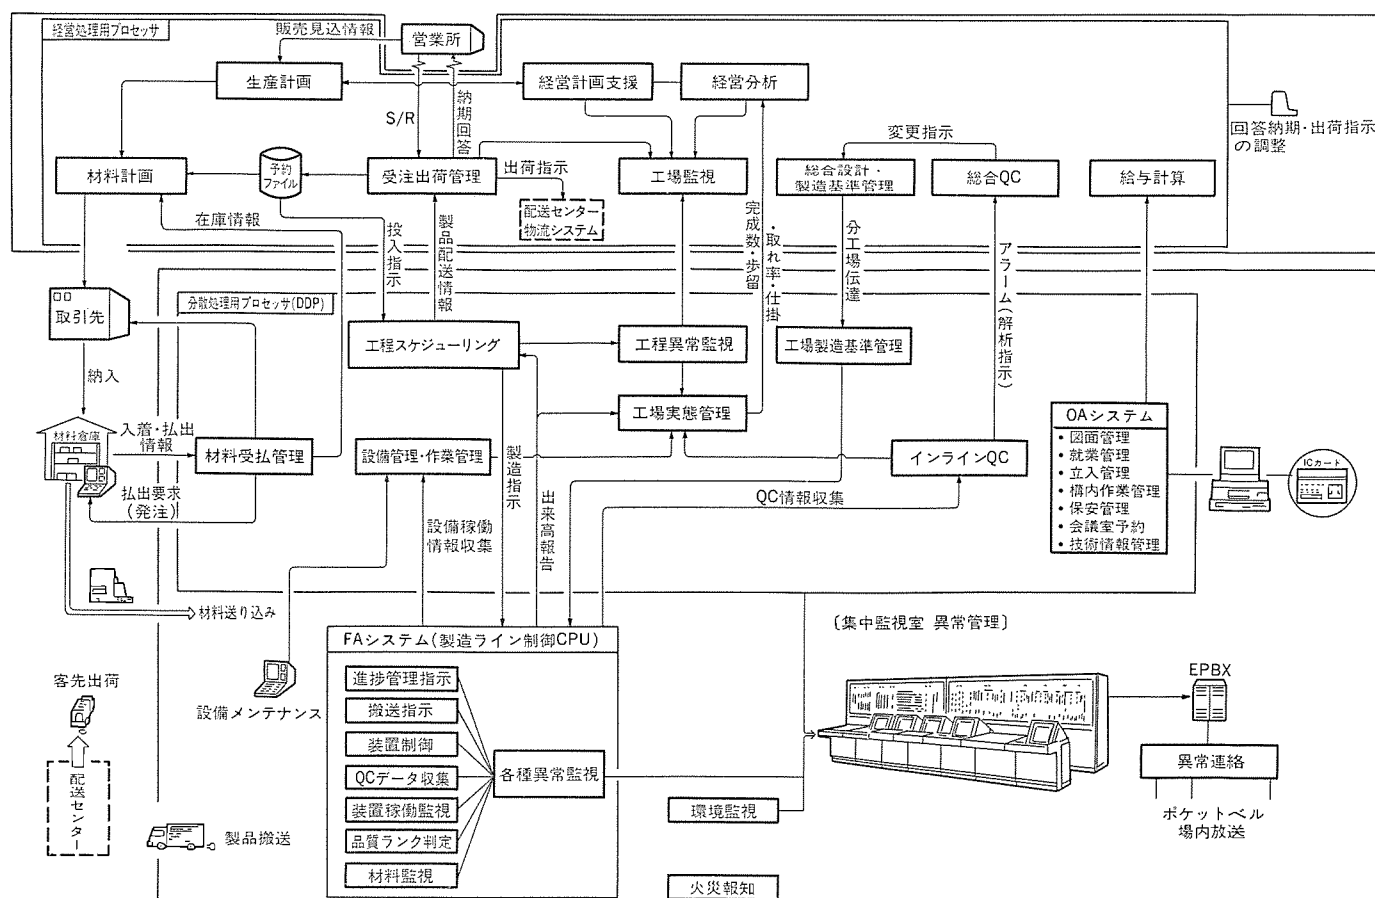 経営処理用プロセッサ
販売見込情報
営業所
生産計画
経営計画支援
経営分析
S/R
納期回答
変更指示
回答納期・出荷指示
の調整
材料計画
予約
ファイル
受注出荷管理
出荷指示
工場監視
総合設計・
製造基準管理
総合QC
給与計算
配送センター
物流システム
在庫情報
投入指示
製品配送情報
完成数・歩留
・取れ率・仕掛
分工場伝達
アラーム(解析指示)
分散処理用プロセッサ(DDP)
取引先
工程スケジューリング
工程異常監視
工場製造基準管理
納入
工場実態管理
OAシステム
• 図面管理
• 就業管理
• 立入管理
• 構内作業管理
• 保安管理
• 会議室予約
• 技術情報管理
ICカード
材料倉庫
入着・払出
情報
材料受払管理
設備管理・作業管理
製造指示
インラインQC
払出要求
(発注)
設備稼働
情報収集
出来高報告
QC情報収集
材料送り込み
FAシステム(製造ライン制御CPU)
〔集中監視室 異常管理〕
進捗管理指示
搬送指示
装置制御
QCデータ収集
装置稼働監視
品質ランク判定
材料監視
各種異常監視
設備メンテナンス
客先出荷
配送センター
製品搬送
環境監視
火災報知
EPBX
異常連絡
ポケットベル
場内放送